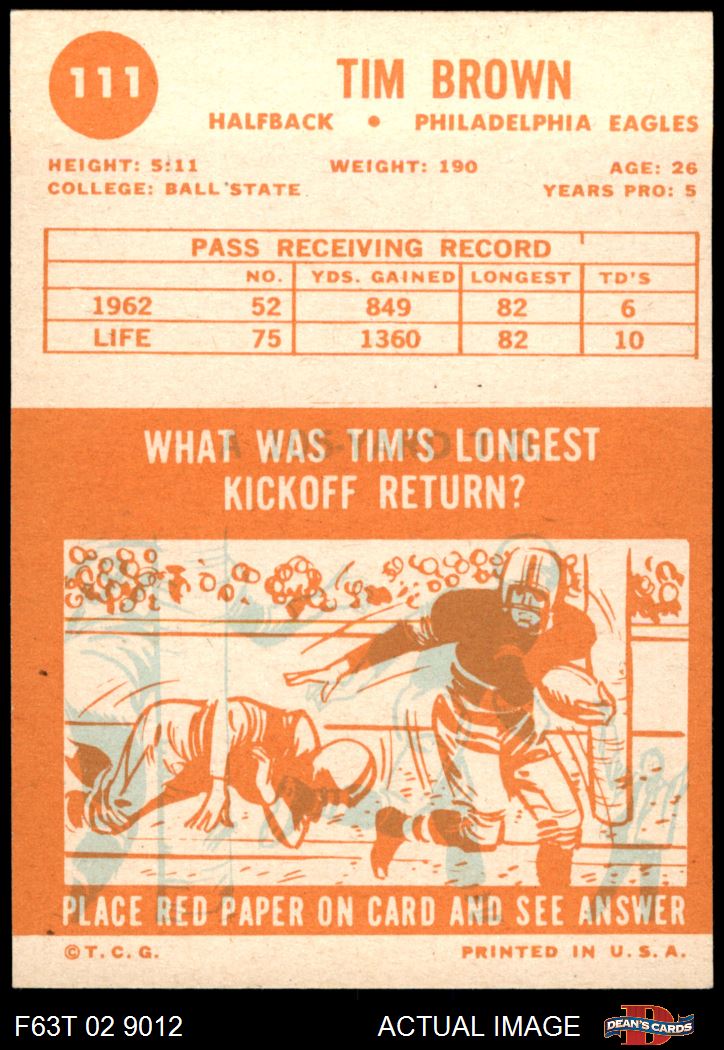 111
TIM BROWN
HALFBACK • PHILADELPHIA EAGLES
HEIGHT: 5:11 WEIGHT: 190 AGE: 26
COLLEGE: BALL STATE YEARS PRO: 5
PASS RECEIVING RECORD
NO. YDS. GAINED LONGEST TD'S
1962 52 849 82 6
LIFE 75 1360 82 10
WHAT WAS TIM'S LONGEST
KICKOFF RETURN?
PLACE RED PAPER ON CARD AND SEE ANSWER
©T.C.G. PRINTED IN U.S.A.
F63T 02 9012 ACTUAL IMAGE DEAN'S CARDS